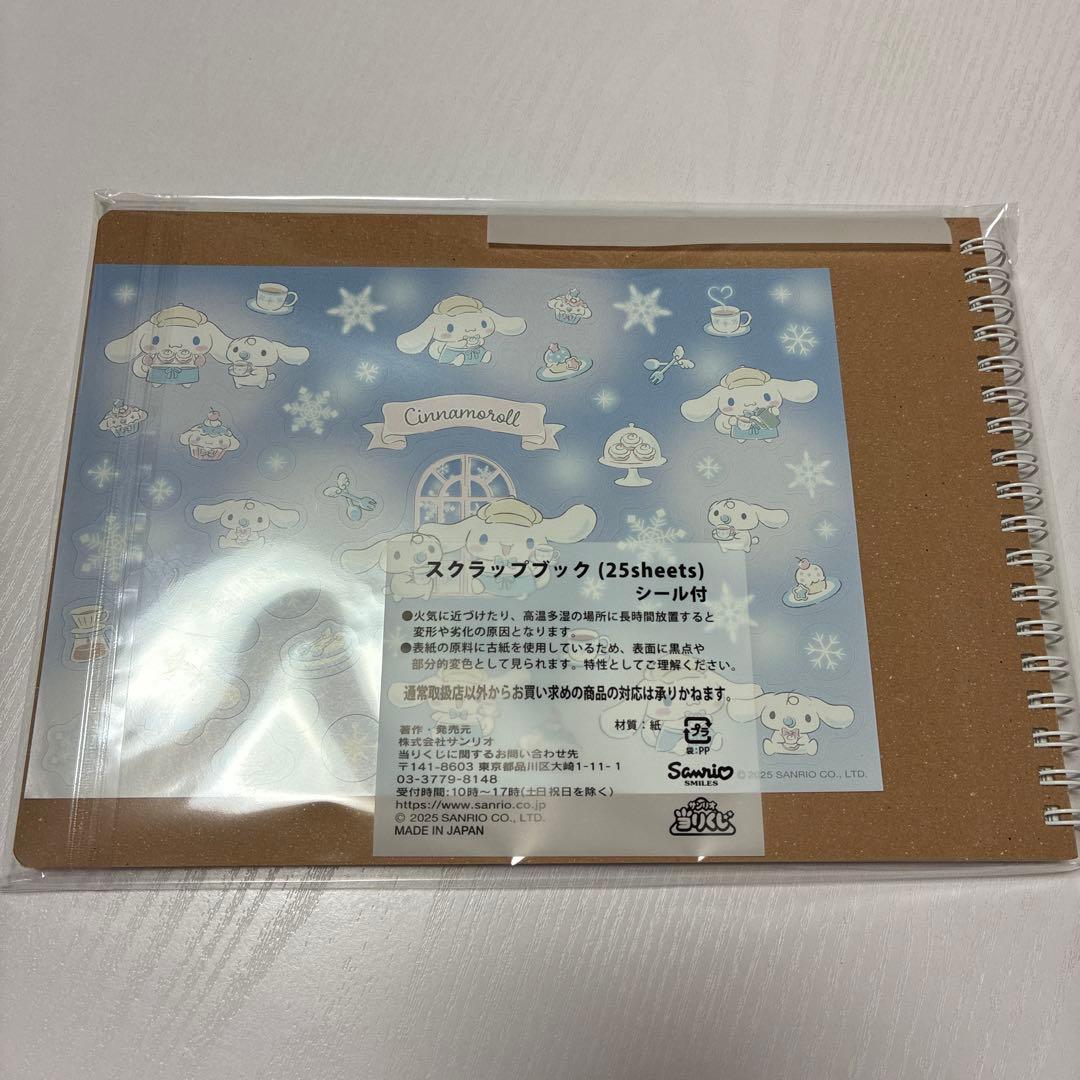 Cinnamoroll
スクラップブック (25sheets)
シール付
●火気に近づけたり、高温多湿の場所に長時間放置すると
変形や劣化の原因となります。
●表紙の原料に古紙を使用しているため、表面に黒点や
部分的変色として見られます。特性としてご理解ください。
通常取扱店以外からお買い求めの商品の対応は承りかねます。
材質：紙
プラ
袋:PP
著作・発売元
株式会社サンリオ
当りくじに関するお問い合わせ先
〒141-8603 東京都品川区大崎1-11-1
03-3779-8148
受付時間:10時～17時(土日祝日を除く)
https://www.sanrio.co.jp
© 2025 SANRIO CO., LTD.
MADE IN JAPAN
Sanrio
SMILES
サンリオ
当りくじ
© 2025 SANRIO CO., LTD.